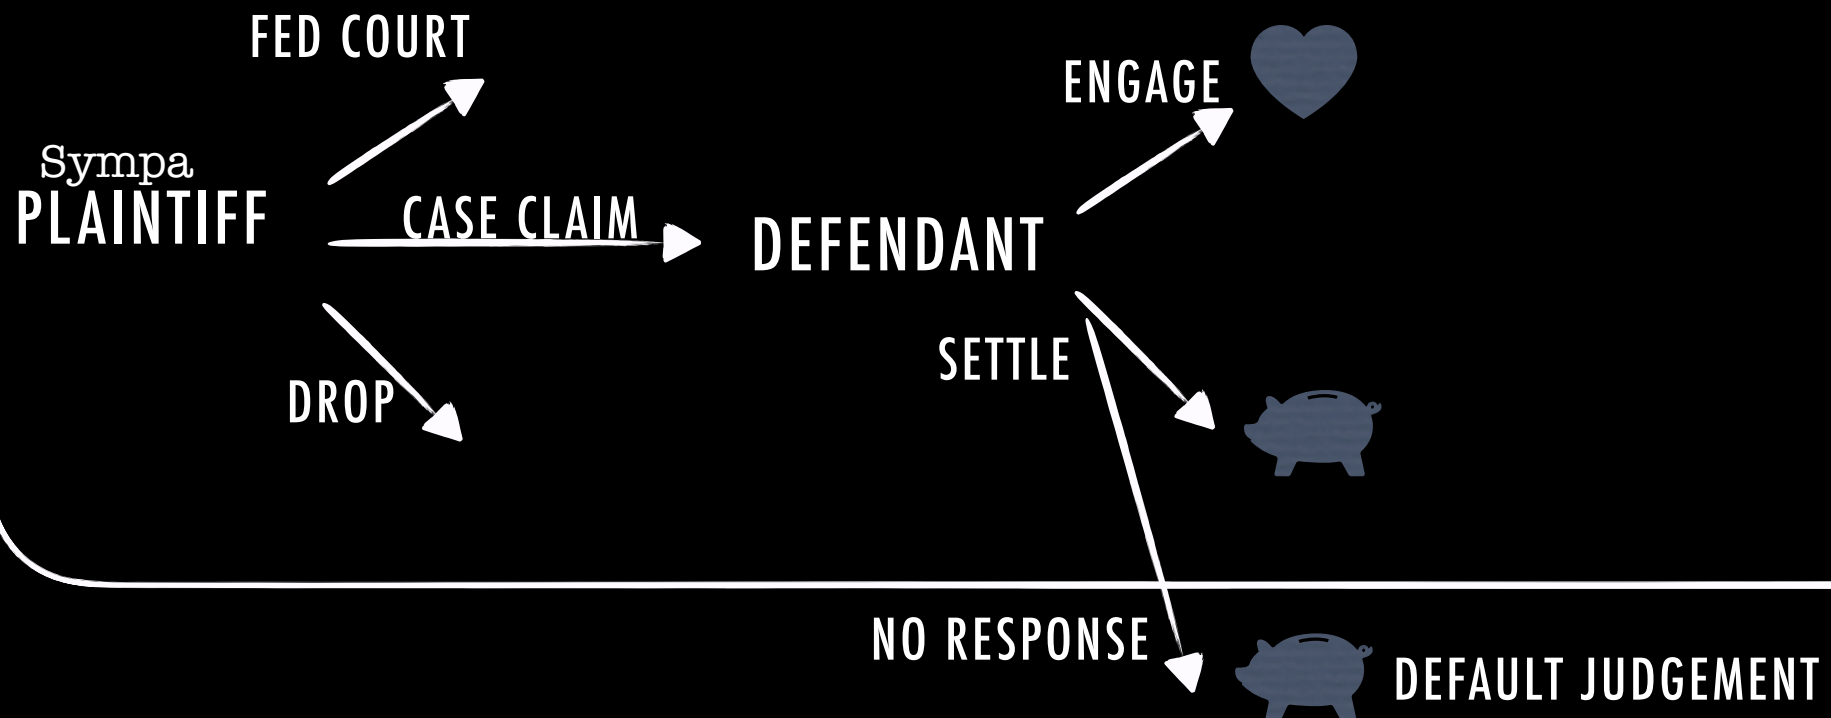 FED COURT
ENGAGE
Sympa
PLAINTIFF
CASE CLAIM
DEFENDANT
SETTLE
DROP
NO RESPONSE
DEFAULT JUDGEMENT